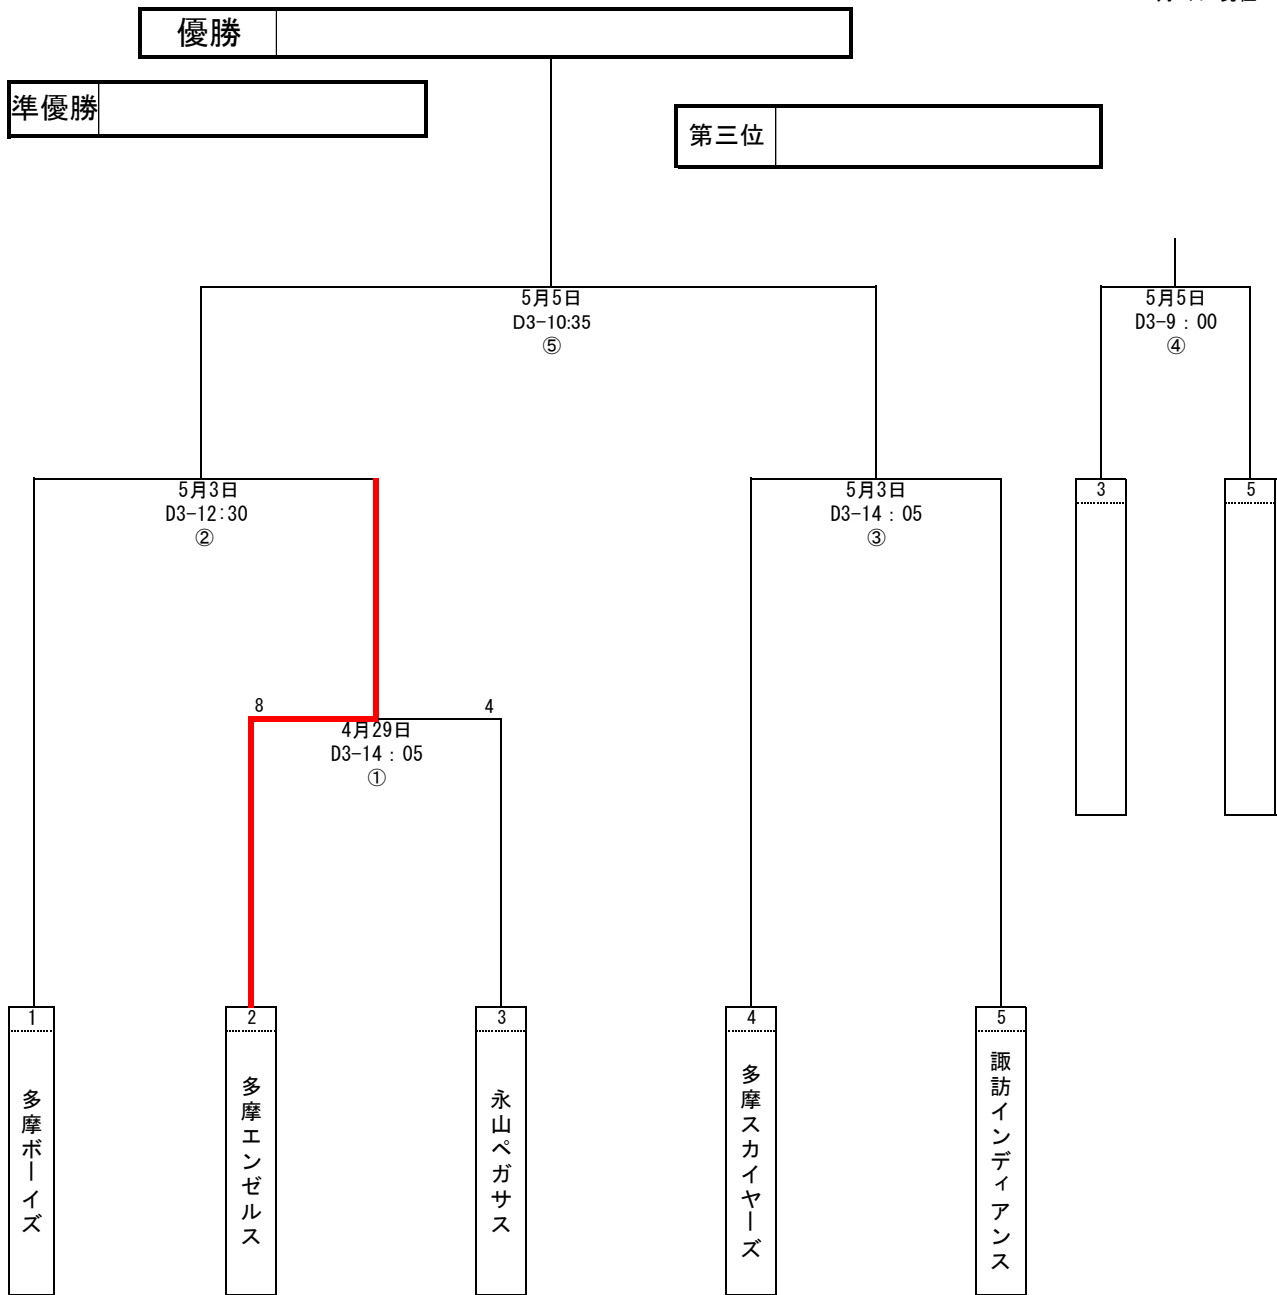 優勝
準優勝
第三位
5月5日
D3-10:35
⑤
5月5日
D3-9：00
④
5月3日
D3-12:30
②
5月3日
D3-14：05
③
3
5
8
4
4月29日
D3-14：05
①
1
2
3
4
5
多摩ボーイズ
多摩エンゼルス
永山ペガサス
多摩スカイヤーズ
諏訪インディアンス